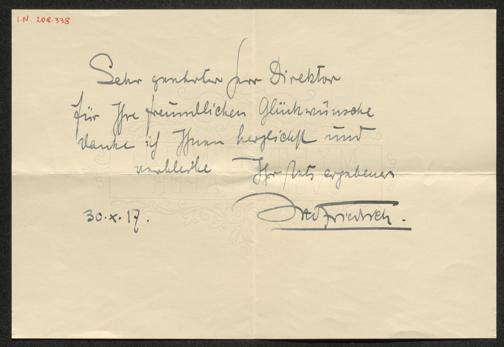 I.N. 208.338
Sehr geehrter Herr Direktor
für Ihre freundlichen Glückwünsche
danke ich Ihnen herzlichst und
verbleibe Ihr stets ergebener
30.X.17.